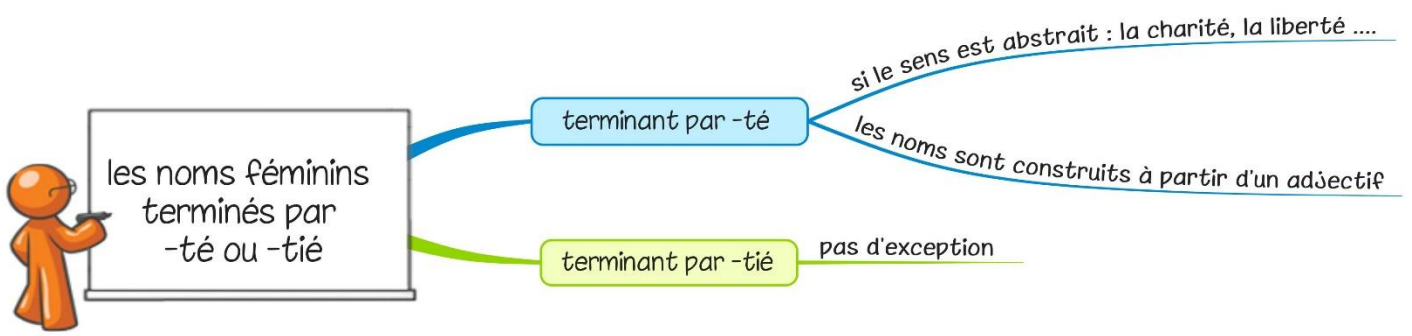 les noms féminins
terminés par
-té ou -tié
terminant par -té
si le sens est abstrait : la charité, la liberté ....
les noms sont construits à partir d'un adjectif
terminant par -tié
pas d'exception